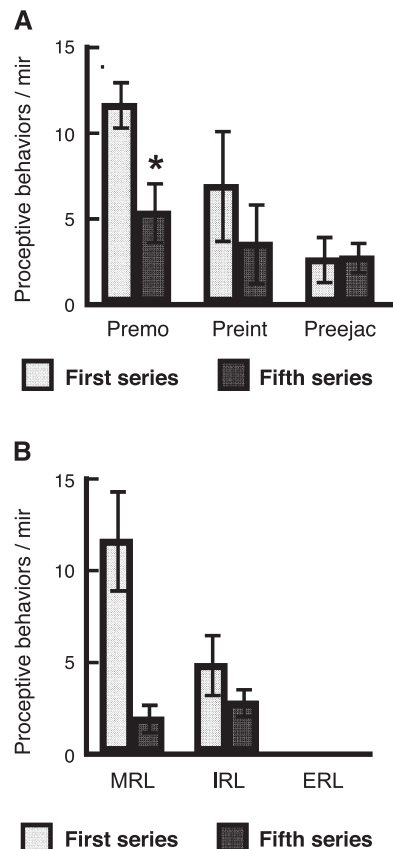 A
Proceptive behaviors / mir
15
10
5
0
*
Premo Preint Preejac
First series Fifth series
B
Proceptive behaviors / mir
15
10
5
0
MRL IRL ERL
First series Fifth series